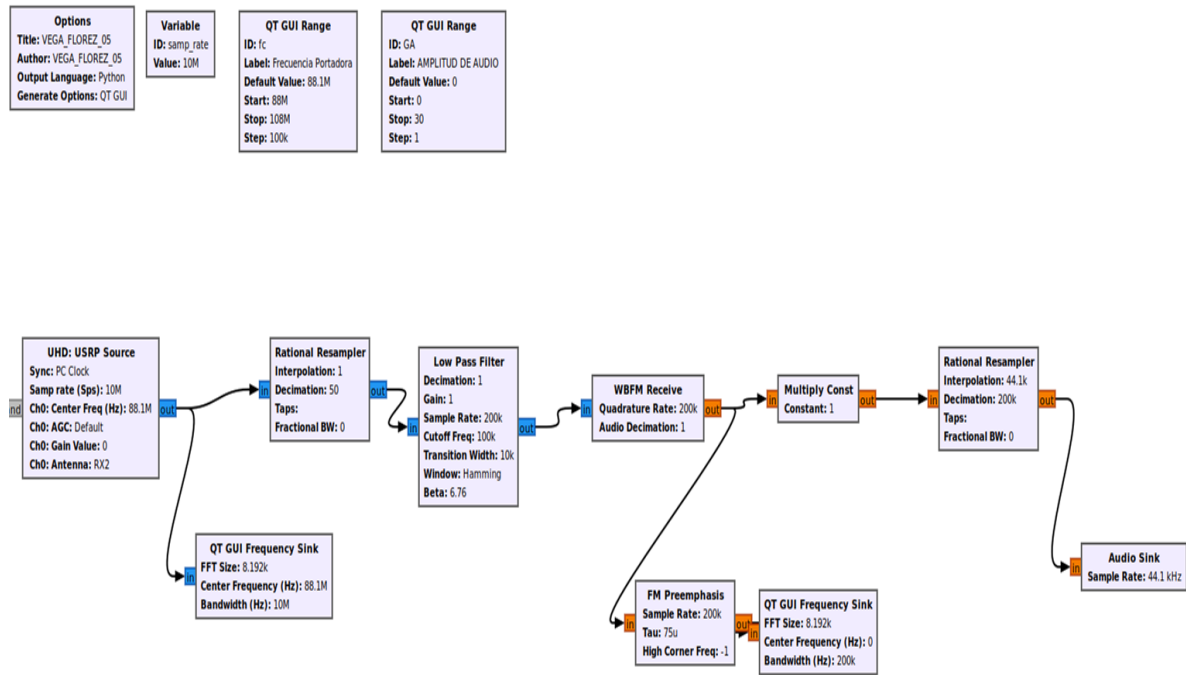 Options
Title: VEGA_FLOREZ_05
Author: VEGA_FLOREZ_05
Output Language: Python
Generate Options: QT GUI
Variable
ID: samp_rate
Value: 10M
QT GUI Range
ID: fc
Label: Frecuencia Portadora
Default Value: 88.1M
Start: 88M
Stop: 108M
Step: 100k
QT GUI Range
ID: GA
Label: AMPLITUD DE AUDIO
Default Value: 0
Start: 0
Stop: 30
Step: 1
UHD: USRP Source
Sync: PC Clock
Samp rate (Sps): 10M
Ch0: Center Freq (Hz): 88.1M
Ch0: AGC: Default
Ch0: Gain Value: 0
Ch0: Antenna: RX2
nd
out
in
Rational Resampler
Interpolation: 1
Decimation: 50
Taps:
Fractional BW: 0
out
in
Low Pass Filter
Decimation: 1
Gain: 1
Sample Rate: 200k
Cutoff Freq: 100k
Transition Width: 10k
Window: Hamming
Beta: 6.76
out
in
WBFM Receive
Quadrature Rate: 200k
Audio Decimation: 1
out
in
Multiply Const
Constant: 1
out
in
Rational Resampler
Interpolation: 44.1k
Decimation: 200k
Taps:
Fractional BW: 0
out
in
QT GUI Frequency Sink
FFT Size: 8.192k
Center Frequency (Hz): 88.1M
Bandwidth (Hz): 10M
in
FM Preemphasis
Sample Rate: 200k
Tau: 75u
High Corner Freq: -1
out
in
QT GUI Frequency Sink
FFT Size: 8.192k
Center Frequency (Hz): 0
Bandwidth (Hz): 200k
in
Audio Sink
Sample Rate: 44.1 kHz